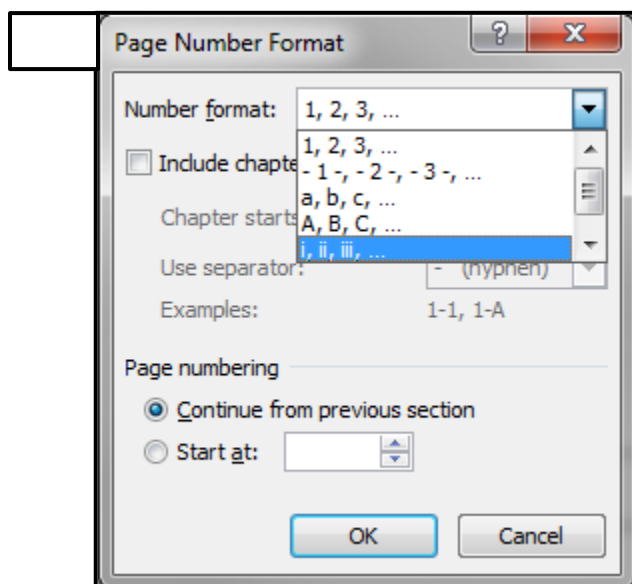 Page Number Format
Number format: 1, 2, 3, ...
1, 2, 3, ...
Include chapte
- 1 -, - 2 -, - 3 -, ...
a, b, c, ...
Chapter starts
A, B, C, ...
i, ii, iii, ...
Use separator: - (hyphen)
Examples: 1-1, 1-A
Page numbering
Continue from previous section
Start at:
OK Cancel